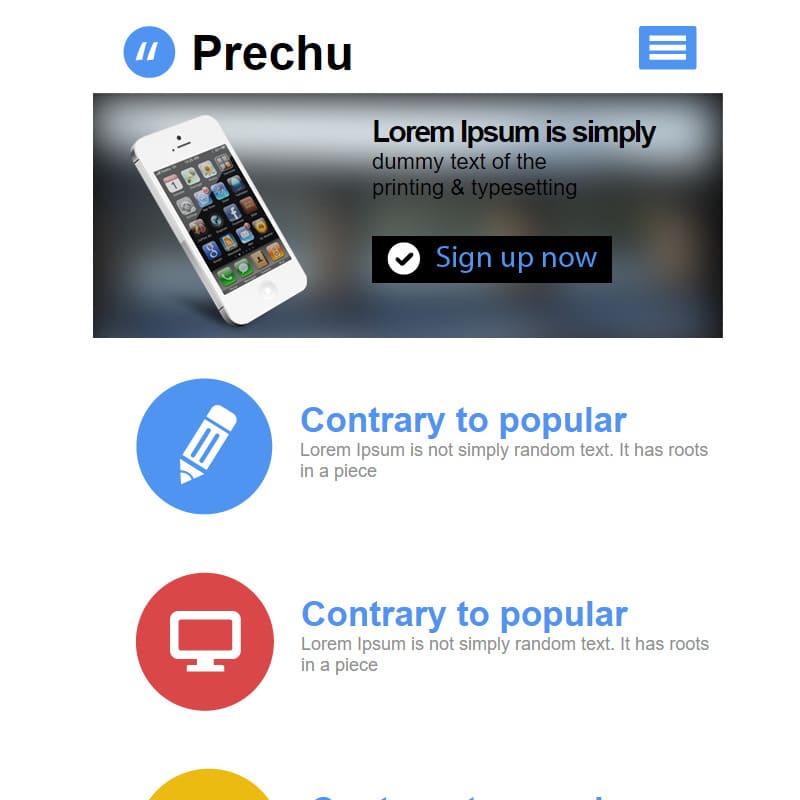 Prechu
Lorem Ipsum is simply
dummy text of the
printing & typesetting
Sign up now
Contrary to popular
Lorem Ipsum is not simply random text. It has roots
in a piece
Contrary to popular
Lorem Ipsum is not simply random text. It has roots
in a piece